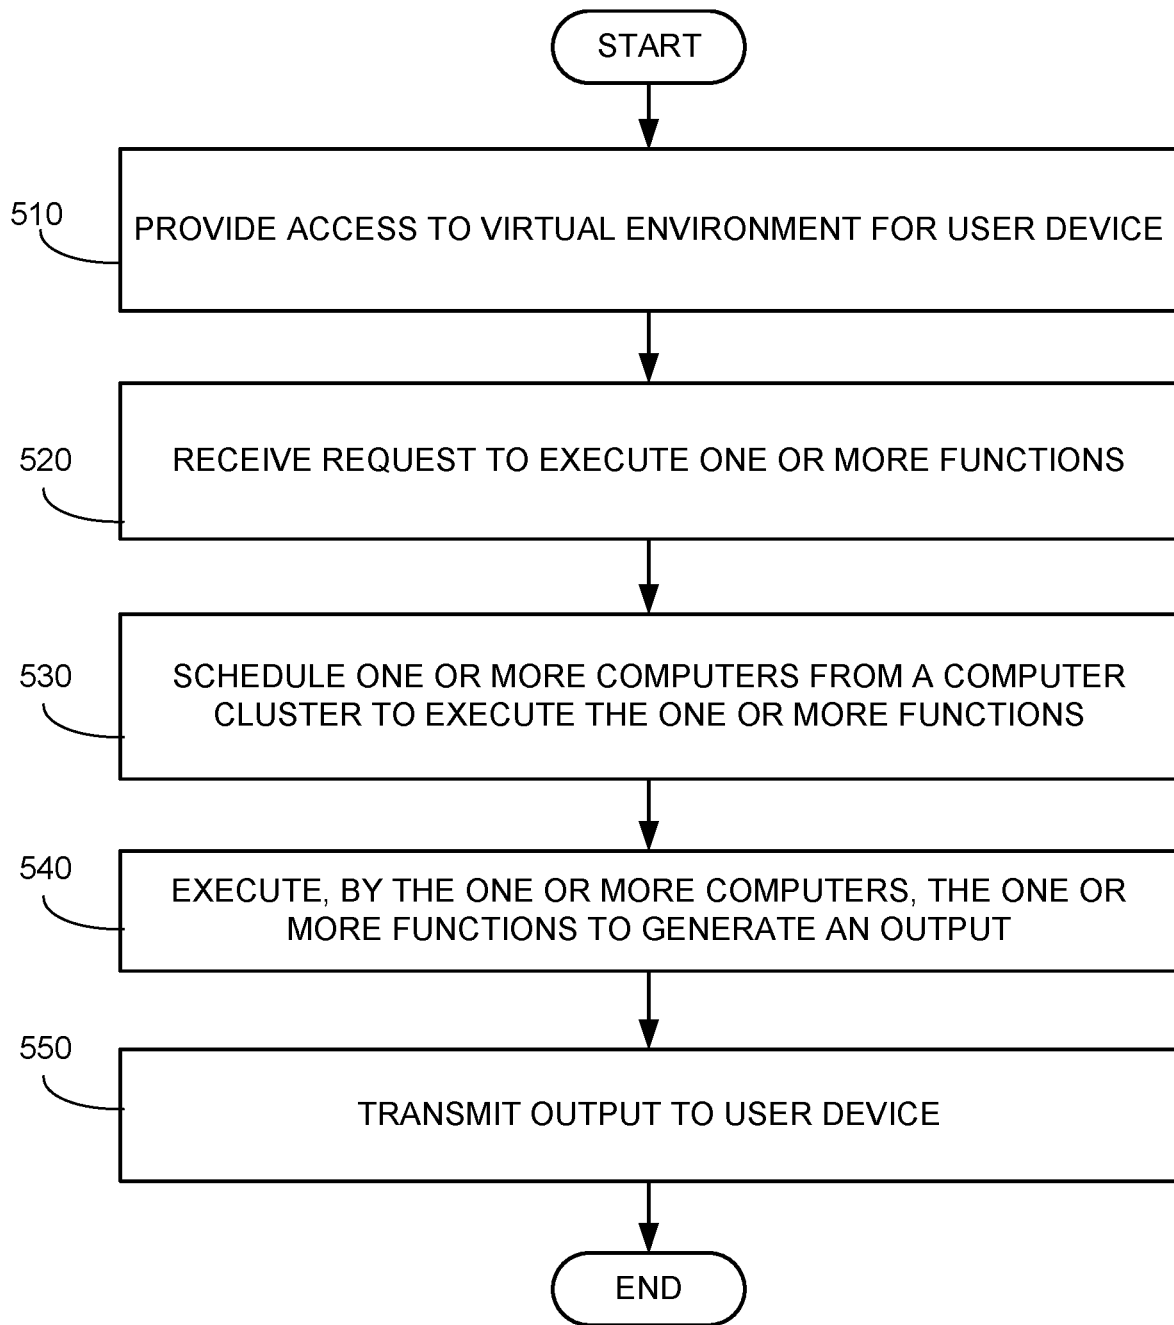 START
510
PROVIDE ACCESS TO VIRTUAL ENVIRONMENT FOR USER DEVICE
520
RECEIVE REQUEST TO EXECUTE ONE OR MORE FUNCTIONS
530
SCHEDULE ONE OR MORE COMPUTERS FROM A COMPUTER
CLUSTER TO EXECUTE THE ONE OR MORE FUNCTIONS
540
EXECUTE, BY THE ONE OR MORE COMPUTERS, THE ONE OR
MORE FUNCTIONS TO GENERATE AN OUTPUT
550
TRANSMIT OUTPUT TO USER DEVICE
END